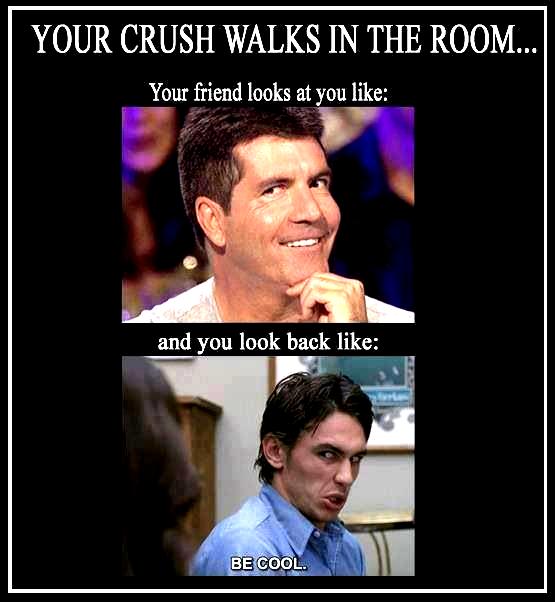 YOUR CRUSH WALKS IN THE ROOM...
Your friend looks at you like:
and you look back like:
BE COOL.